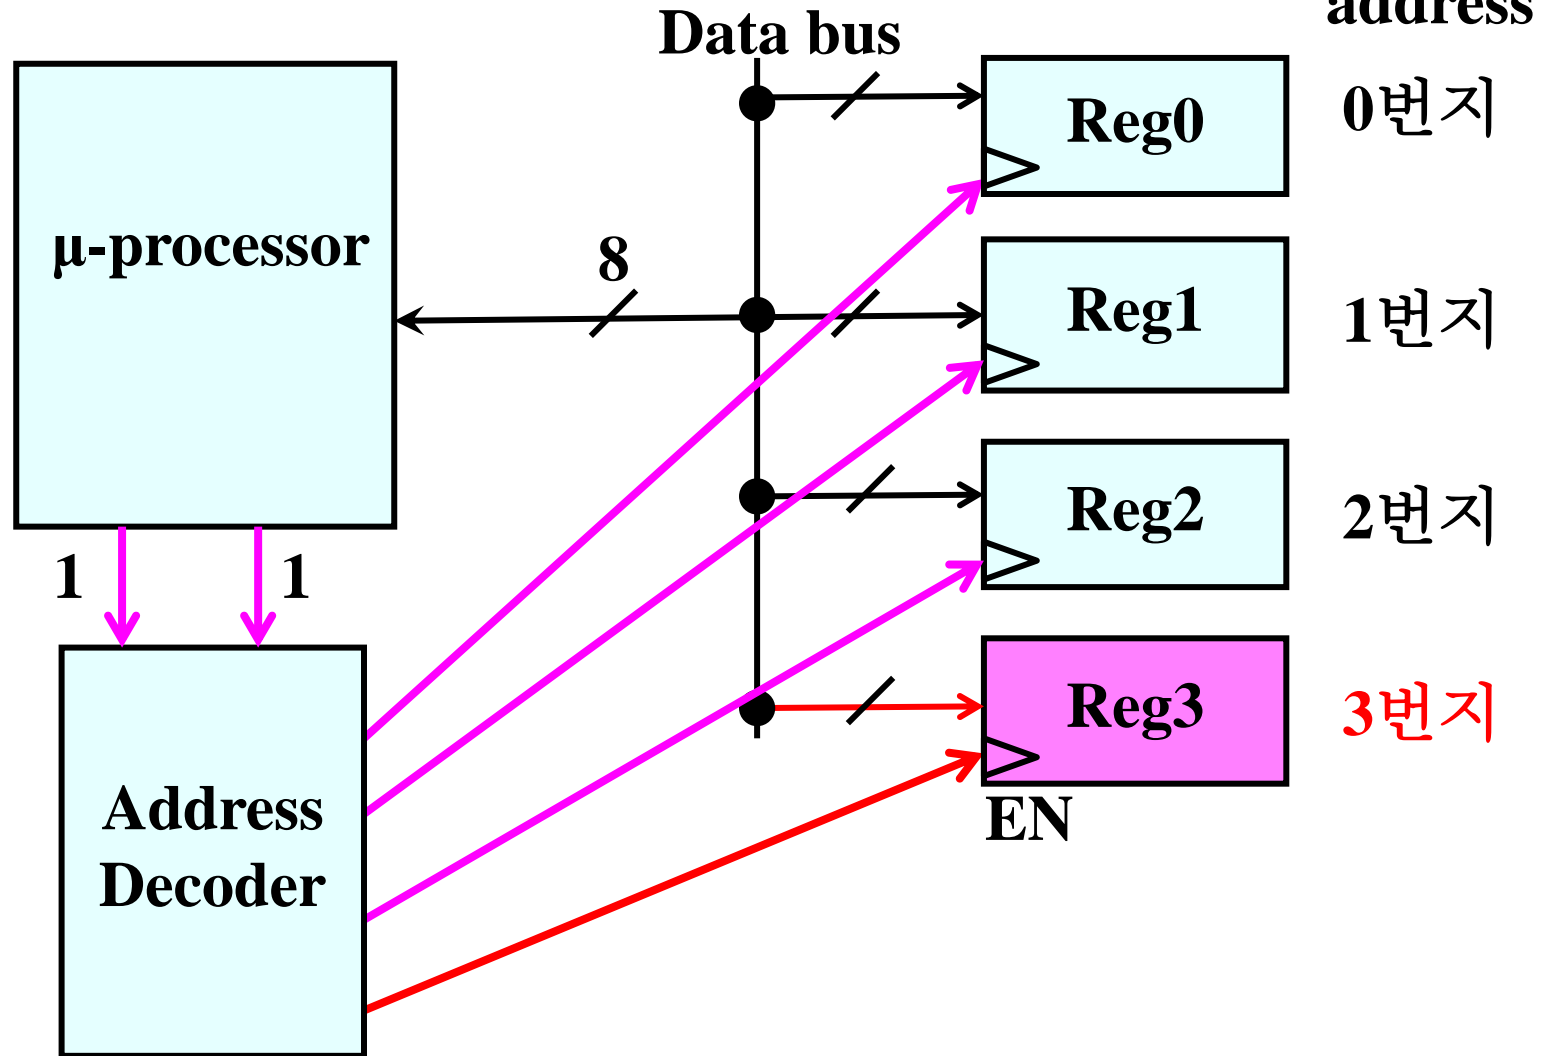 address
Data bus
Reg0
0번지
μ-processor
8
Reg1
1번지
Reg2
2번지
1
1
Reg3
3번지
EN
Address
Decoder